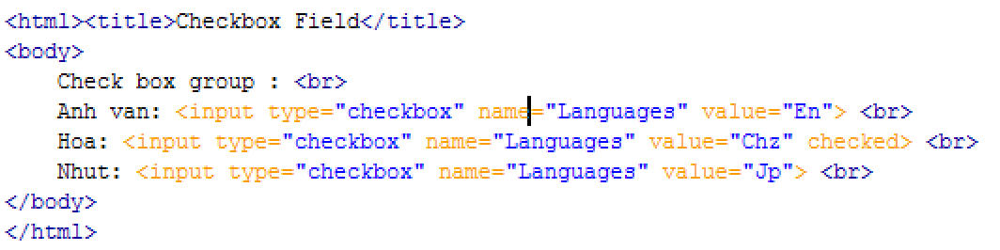 <html><title>Checkbox Field</title>
<body>
Check box group : <br>
Anh van: <input type="checkbox" name="Languages" value="En"> <br>
Hoa: <input type="checkbox" name="Languages" value="Chz" checked> <br>
Nhut: <input type="checkbox" name="Languages" value="Jp"> <br>
</body>
</html>